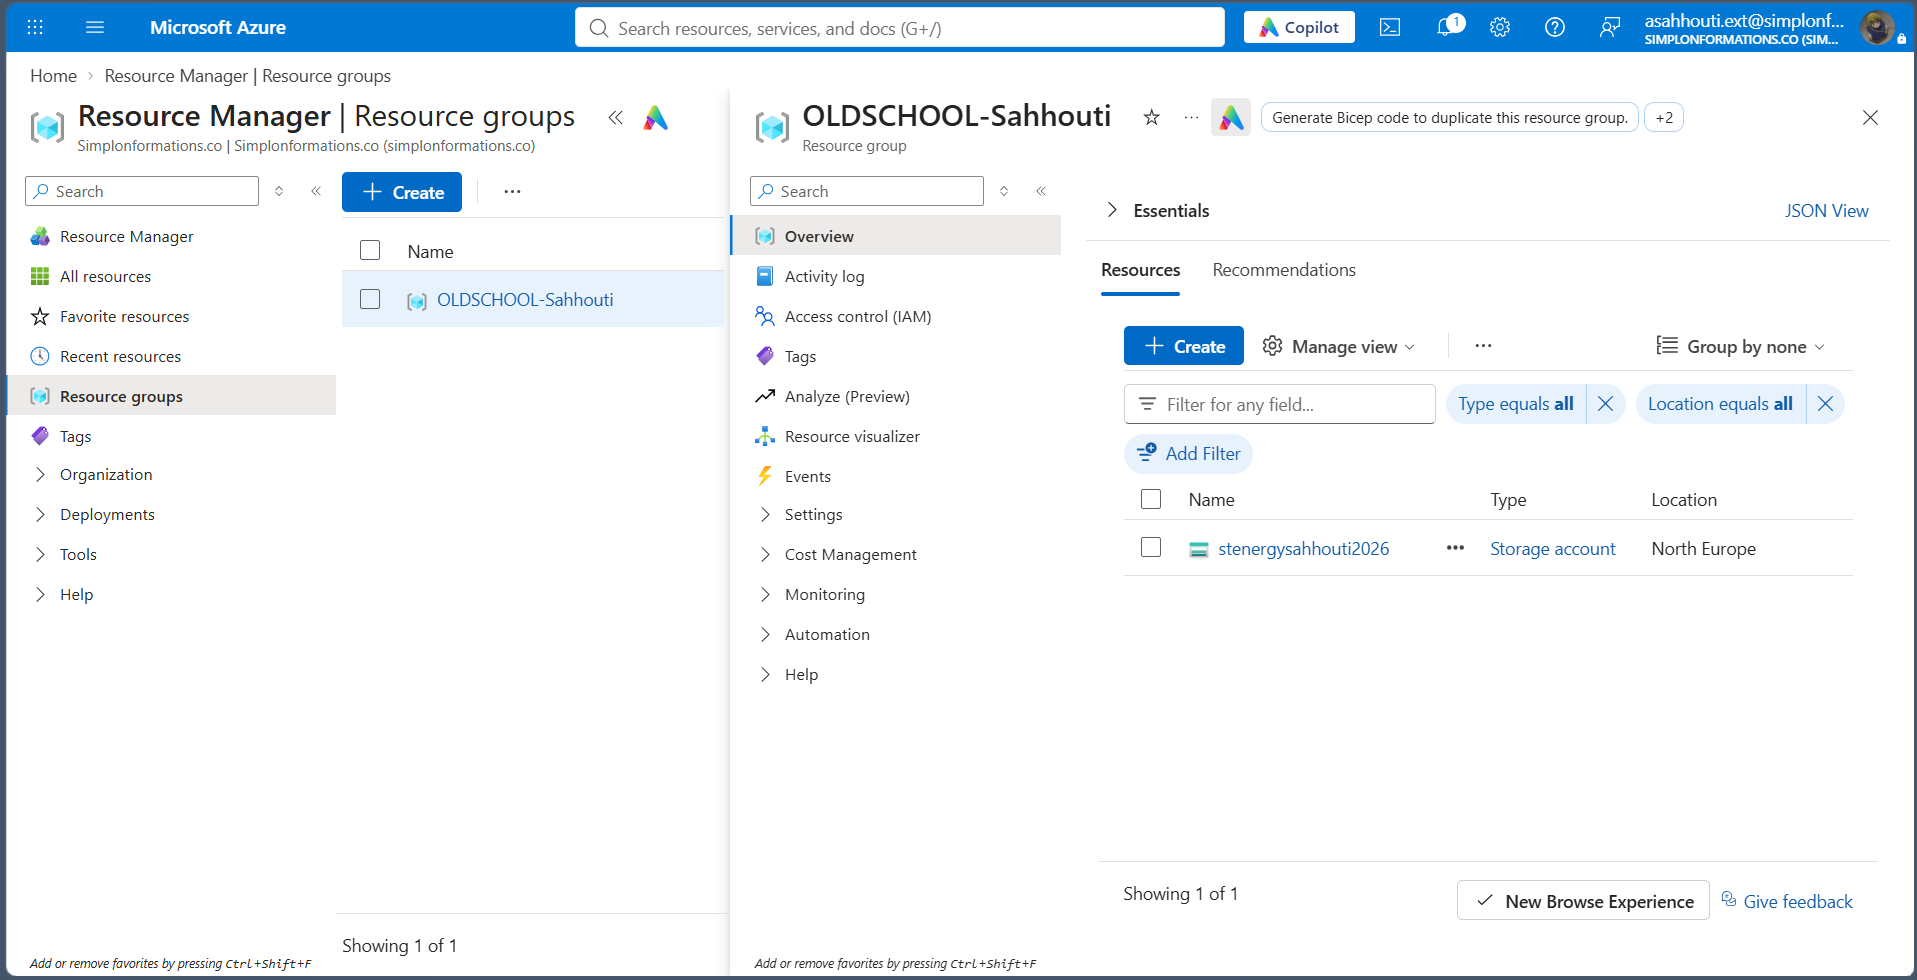 Microsoft Azure
Search resources, services, and docs (G+/)
Copilot
1
asahhouti.ext@simplonf...
SIMPLONFORMATIONS.CO (SIM...
Home > Resource Manager | Resource groups
Resource Manager | Resource groups
Simplonformations.co | Simplonformations.co (simplonformations.co)
Search
Resource Manager
All resources
Favorite resources
Recent resources
Resource groups
Tags
Organization
Deployments
Tools
Help
Add or remove favorites by pressing Ctrl+Shift+F
+ Create
...
Name
OLDSCHOOL-Sahhouti
Showing 1 of 1
OLDSCHOOL-Sahhouti
Resource group
...
Generate Bicep code to duplicate this resource group.
+2
Search
Overview
Activity log
Access control (IAM)
Tags
Analyze (Preview)
Resource visualizer
Events
Settings
Cost Management
Monitoring
Automation
Help
Add or remove favorites by pressing Ctrl+Shift+F
Essentials
JSON View
Resources
Recommendations
+ Create
Manage view
...
Group by none
Filter for any field...
Type equals all
Location equals all
Add Filter
Name Type Location
stenergysahhouti2026 ... Storage account North Europe
Showing 1 of 1
New Browse Experience
Give feedback